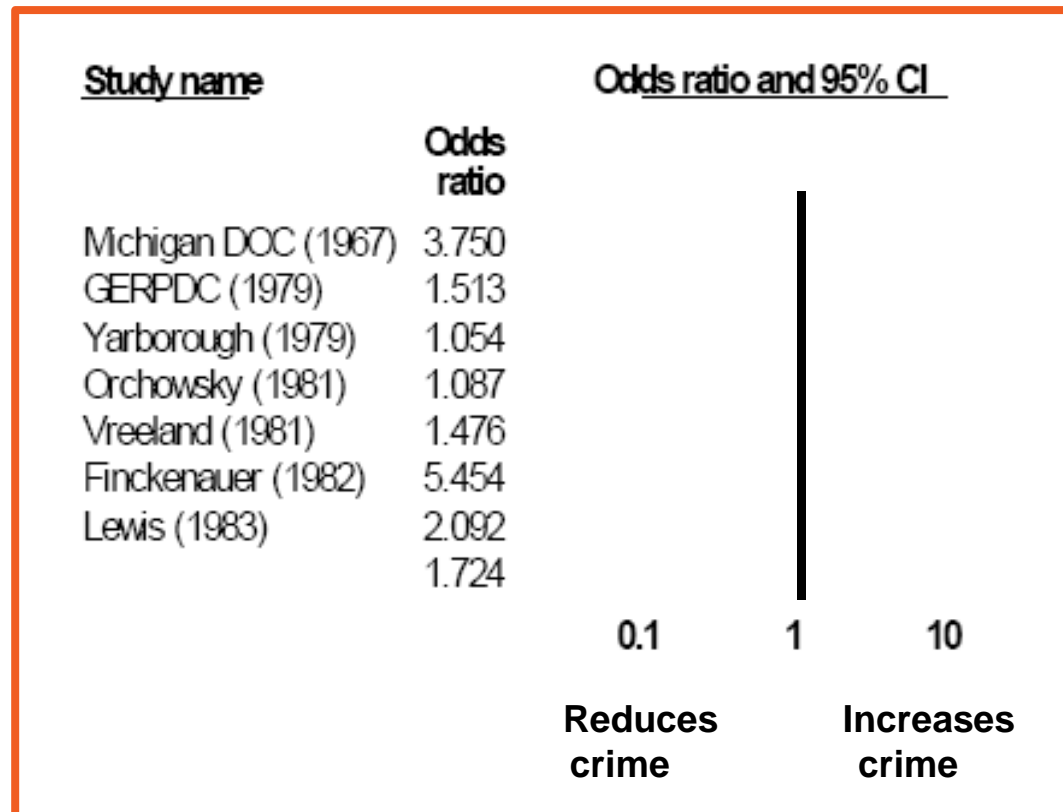 Study name Odds ratio and 95% CI
Odds
ratio
Michigan DOC (1967) 3.750
GERPDC (1979) 1.513
Yarborough (1979) 1.054
Orchowsky (1981) 1.087
Vreeland (1981) 1.476
Finckenauer (1982) 5.454
Lewis (1983) 2.092
1.724
0.1 1 10
Reduces Increases
crime crime